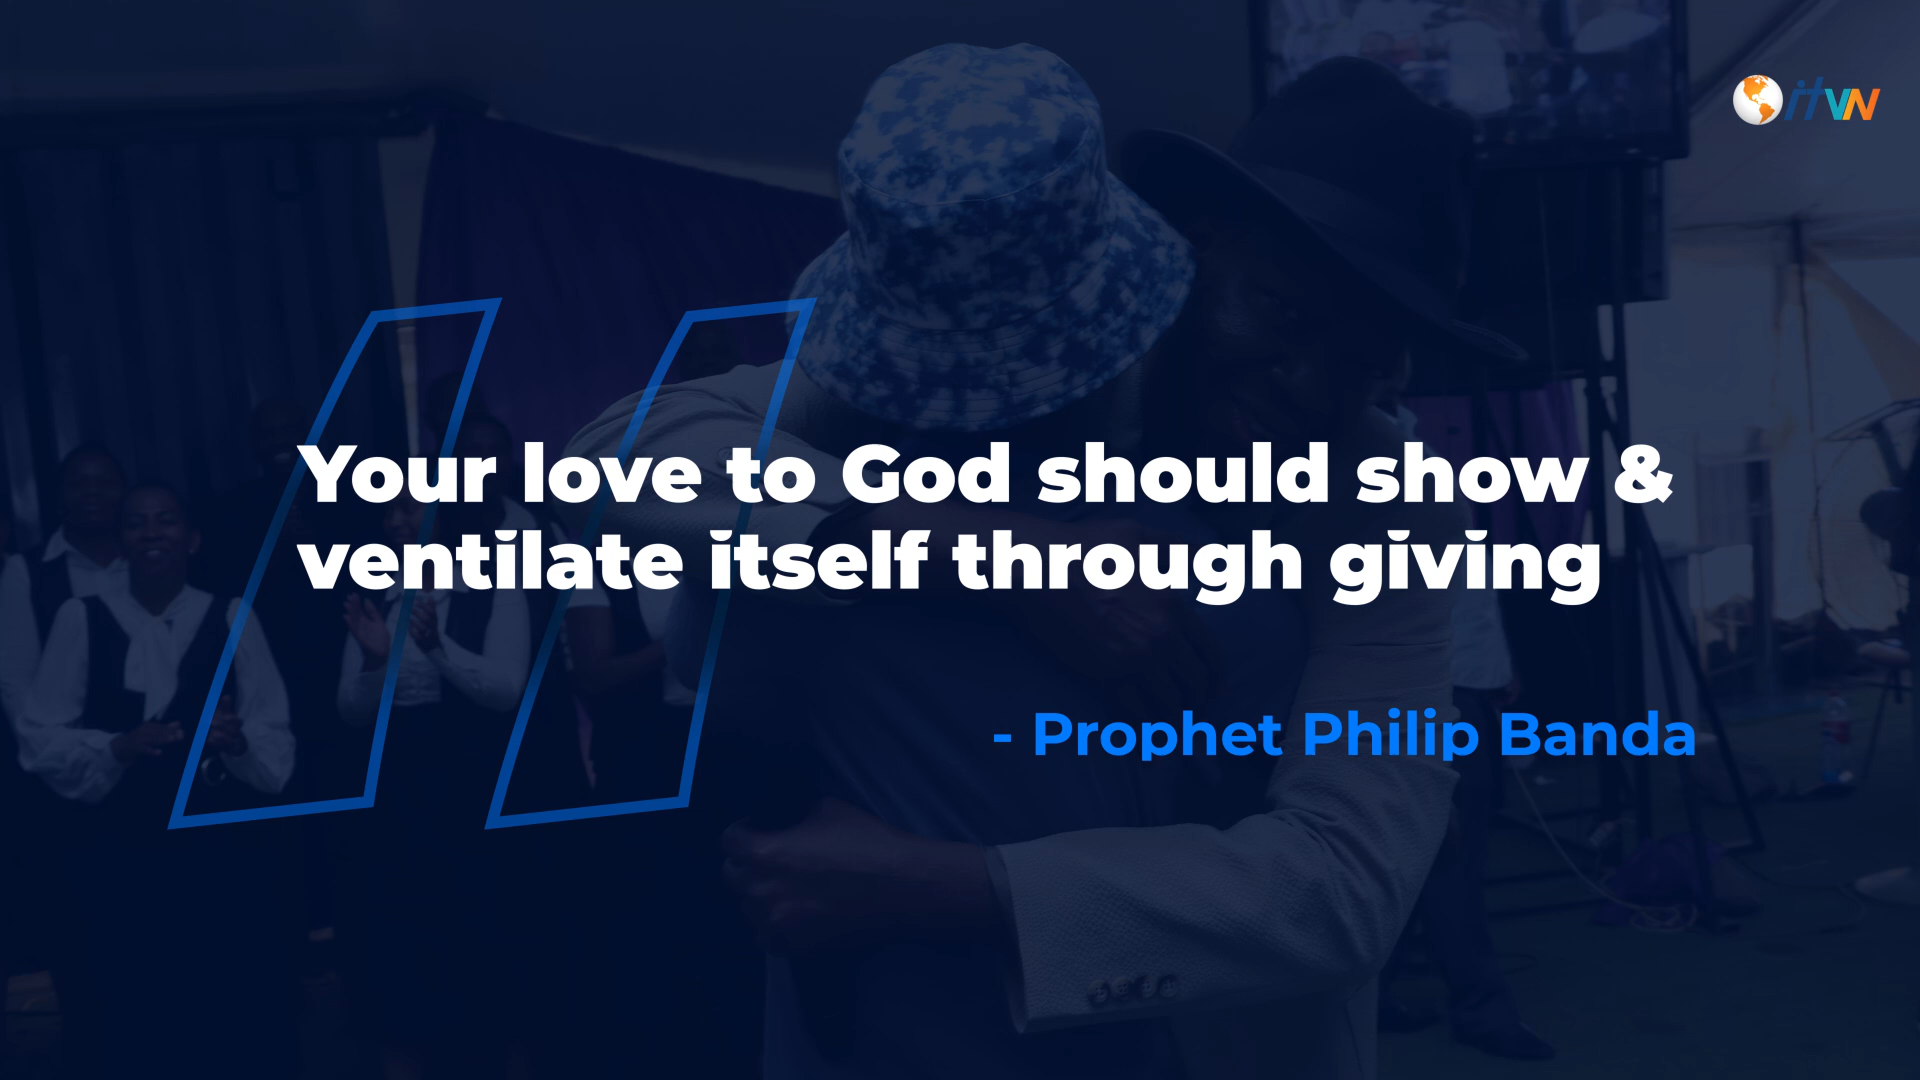 itVN
Your love to God should show &
ventilate itself through giving
- Prophet Philip Banda